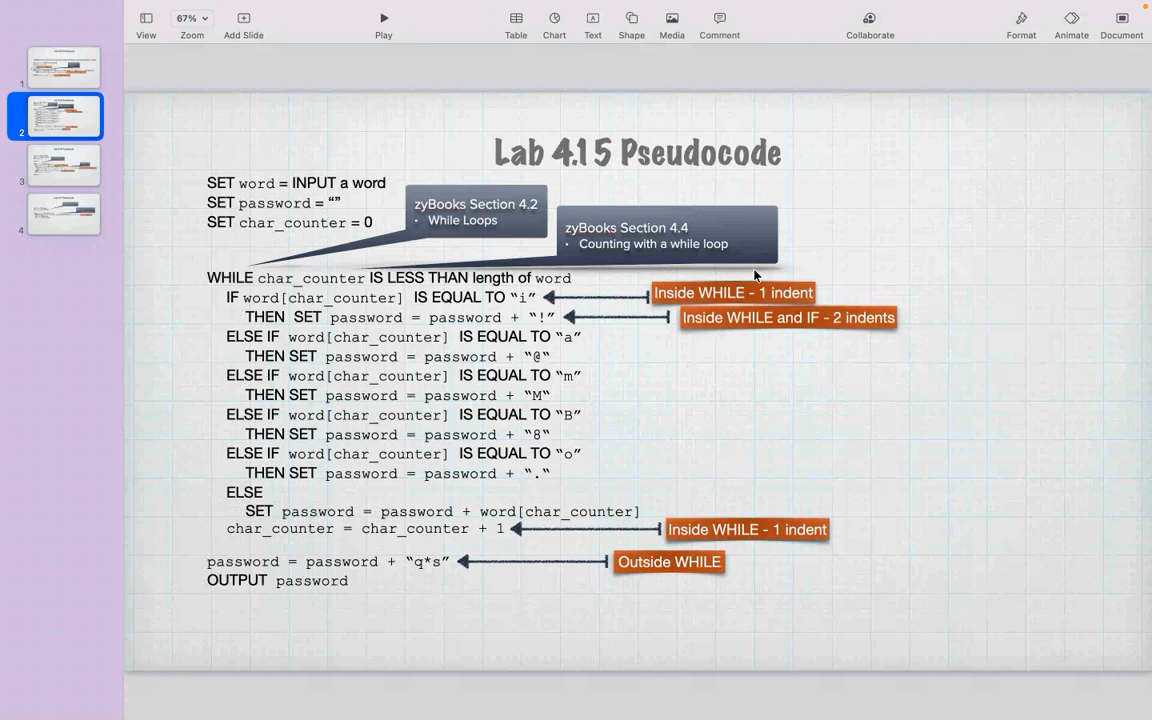 67%
View
Zoom
Add Slide
Play
Table
Chart
Text
Shape
Media
Comment
Collaborate
Format
Animate
Document
1
2
3
4
Lab 4.15 Pseudocode
SET word = INPUT a word
SET password = “”
SET char_counter = 0
zyBooks Section 4.2
• While Loops
zyBooks Section 4.4
• Counting with a while loop
WHILE char_counter IS LESS THAN length of word
IF word[char_counter] IS EQUAL TO “i”
Inside WHILE - 1 indent
THEN SET password = password + “!”
Inside WHILE and IF - 2 indents
ELSE IF word[char_counter] IS EQUAL TO “a”
THEN SET password = password + “@“
ELSE IF word[char_counter] IS EQUAL TO “m”
THEN SET password = password + “M“
ELSE IF word[char_counter] IS EQUAL TO “B”
THEN SET password = password + “8“
ELSE IF word[char_counter] IS EQUAL TO “o”
THEN SET password = password + “.“
ELSE
SET password = password + word[char_counter]
char_counter = char_counter + 1
Inside WHILE - 1 indent
password = password + “q*s”
Outside WHILE
OUTPUT password